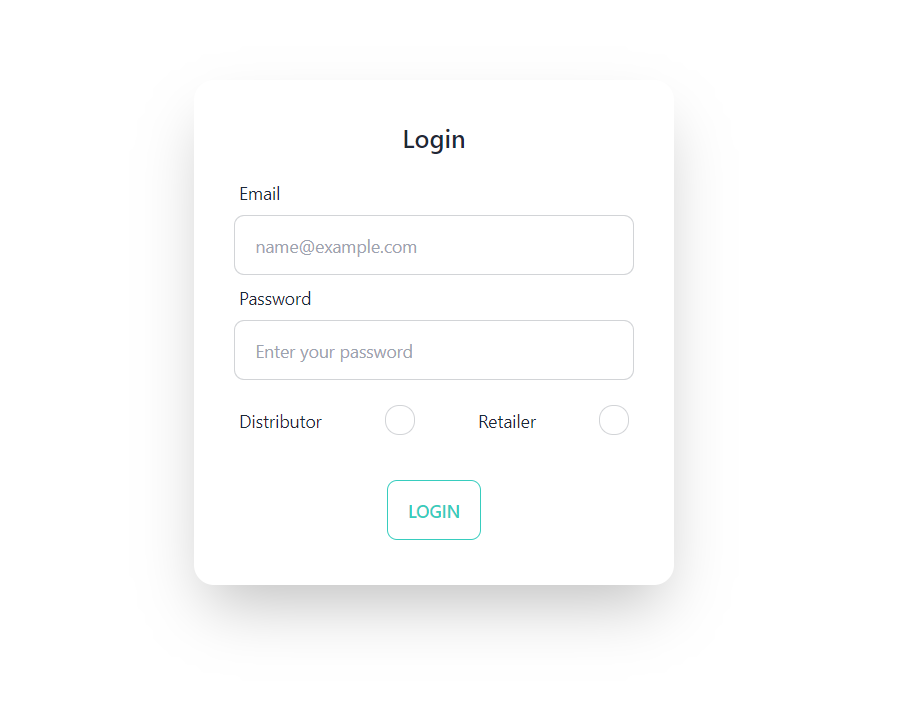 Login
Email
name@example.com
Password
Enter your password
Distributor Retailer
LOGIN